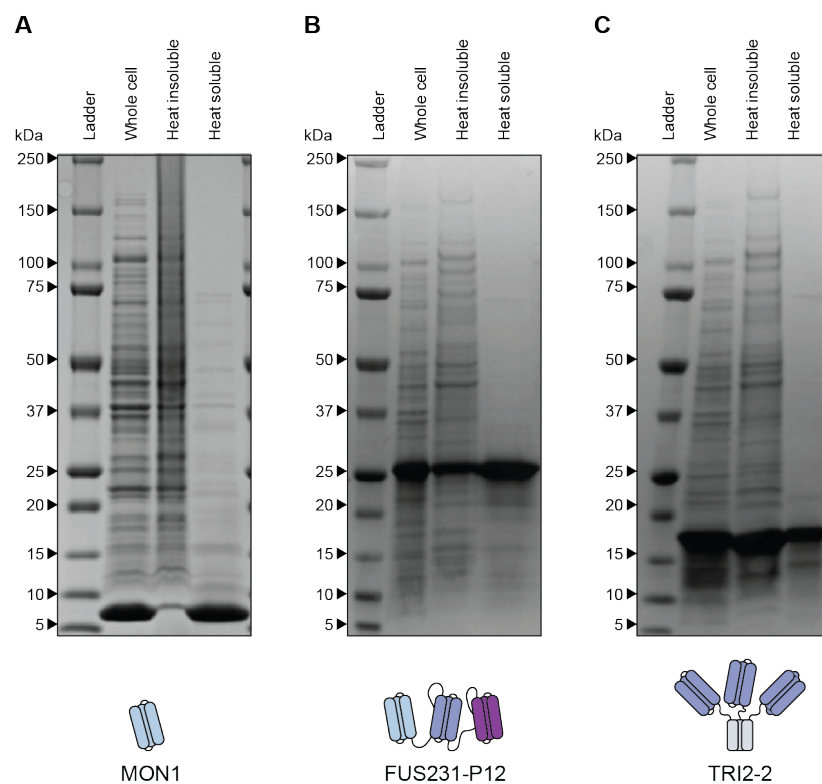 A
Ladder
Whole cell
Heat insoluble
Heat soluble
kDa
250
150
100
75
50
37
25
20
15
10
5
MON1
B
Ladder
Whole cell
Heat insoluble
Heat soluble
kDa
250
150
100
75
50
37
25
20
15
10
5
FUS231-P12
C
Ladder
Whole cell
Heat insoluble
Heat soluble
kDa
250
150
100
75
50
37
25
20
15
10
5
TRI2-2